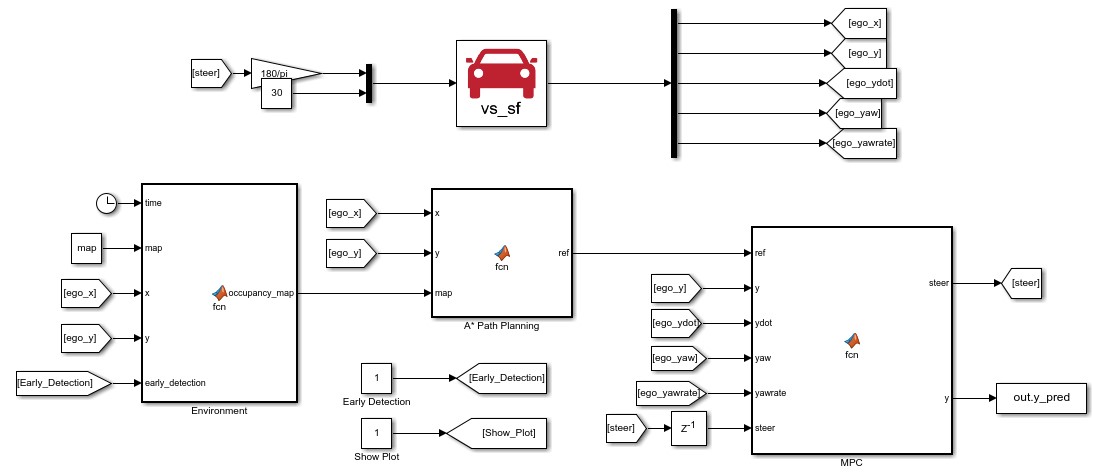 [steer]
180/pi
30
vs_sf
[ego_x]
[ego_y]
[ego_ydot]
[ego_yaw]
[ego_yawrate]
time
map
map
[ego_x]
x
[ego_y]
y
[Early_Detection]
early_detection
fcn
occupancy_map
Environment
[ego_x]
x
[ego_y]
y
map
fcn
ref
A* Path Planning
1
[Early_Detection]
Early Detection
1
[Show_Plot]
Show Plot
ref
[ego_y]
y
[ego_ydot]
ydot
[ego_yaw]
yaw
[ego_yawrate]
yawrate
[steer]
z-1
steer
fcn
steer
[steer]
y
out.y_pred
MPC